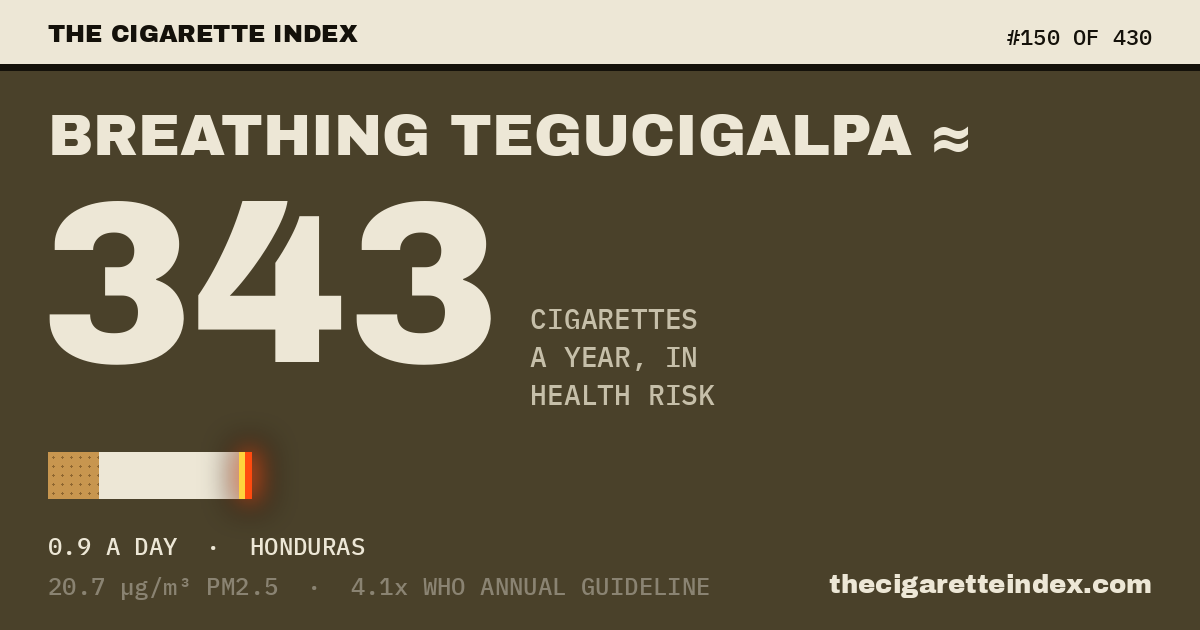 THE CIGARETTE INDEX
#150 OF 430
BREATHING TEGUCIGALPA ≈
343
CIGARETTES
A YEAR, IN
HEALTH RISK
0.9 A DAY · HONDURAS
20.7 µg/m³ PM2.5 · 4.1x WHO ANNUAL GUIDELINE
thecigaretteindex.com